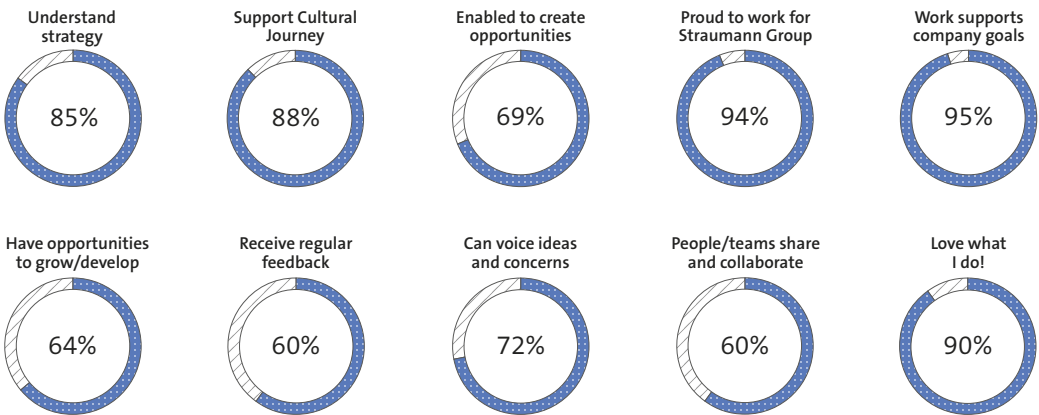 Understand
strategy
85%
Support Cultural
Journey
88%
Enabled to create
opportunities
69%
Proud to work for
Straumann Group
94%
Work supports
company goals
95%
Have opportunities
to grow/develop
64%
Receive regular
feedback
60%
Can voice ideas
and concerns
72%
People/teams share
and collaborate
60%
Love what
I do!
90%